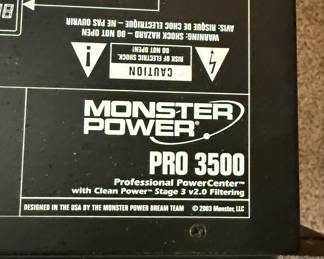 WARNING: SHOCK HAZARD – DO NOT OPEN
AVIS: RISQUE DE CHOC ELECTRIQUE – NE PAS OUVRIR
CAUTION
RISK OF ELECTRIC SHOCK.
DO NOT OPEN!
MONSTER
POWER
PRO 3500
Professional PowerCenter™
with Clean Power™ Stage 3 v2.0 Filtering
DESIGNED IN THE USA BY THE MONSTER POWER DREAM TEAM
© 2003 Monster, LLC